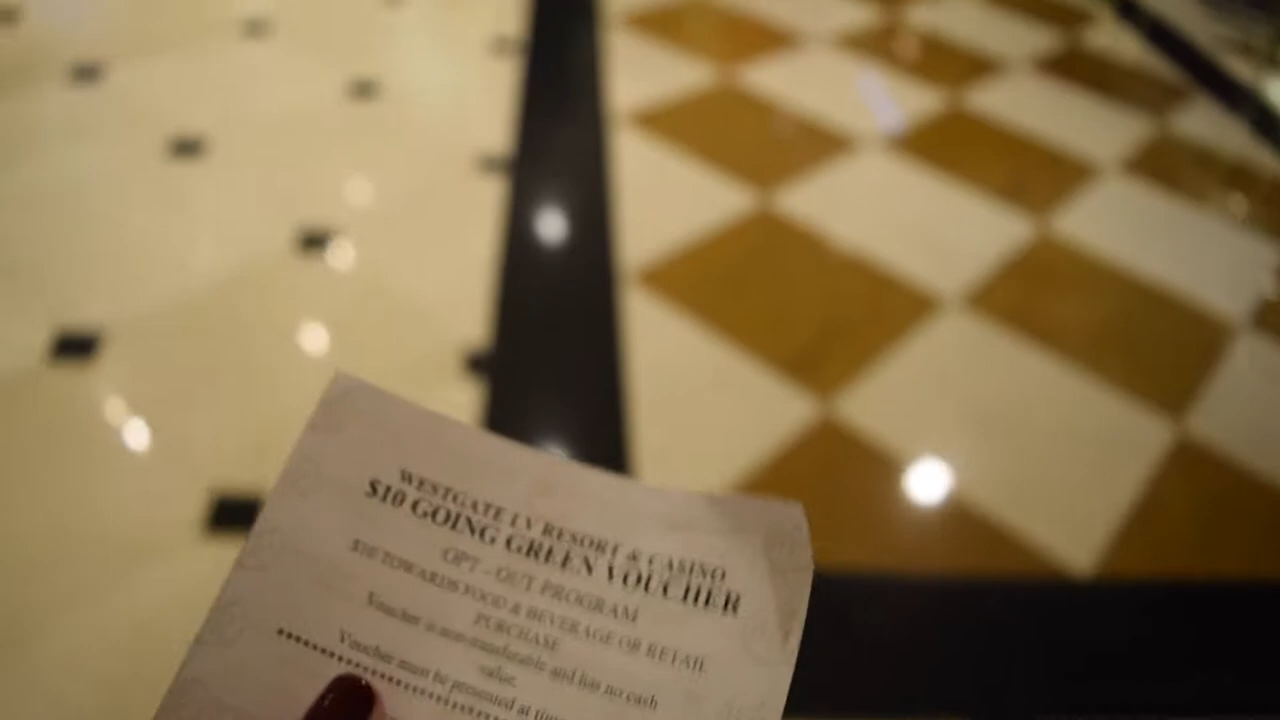 WESTGATE LV RESORT & CASINO
$10 GOING GREEN VOUCHER
OPT - OUT PROGRAM
$10 TOWARDS FOOD & BEVERAGE OR RETAIL
PURCHASE
Voucher is non-transferable and has no cash
value.
Voucher must be presented at time